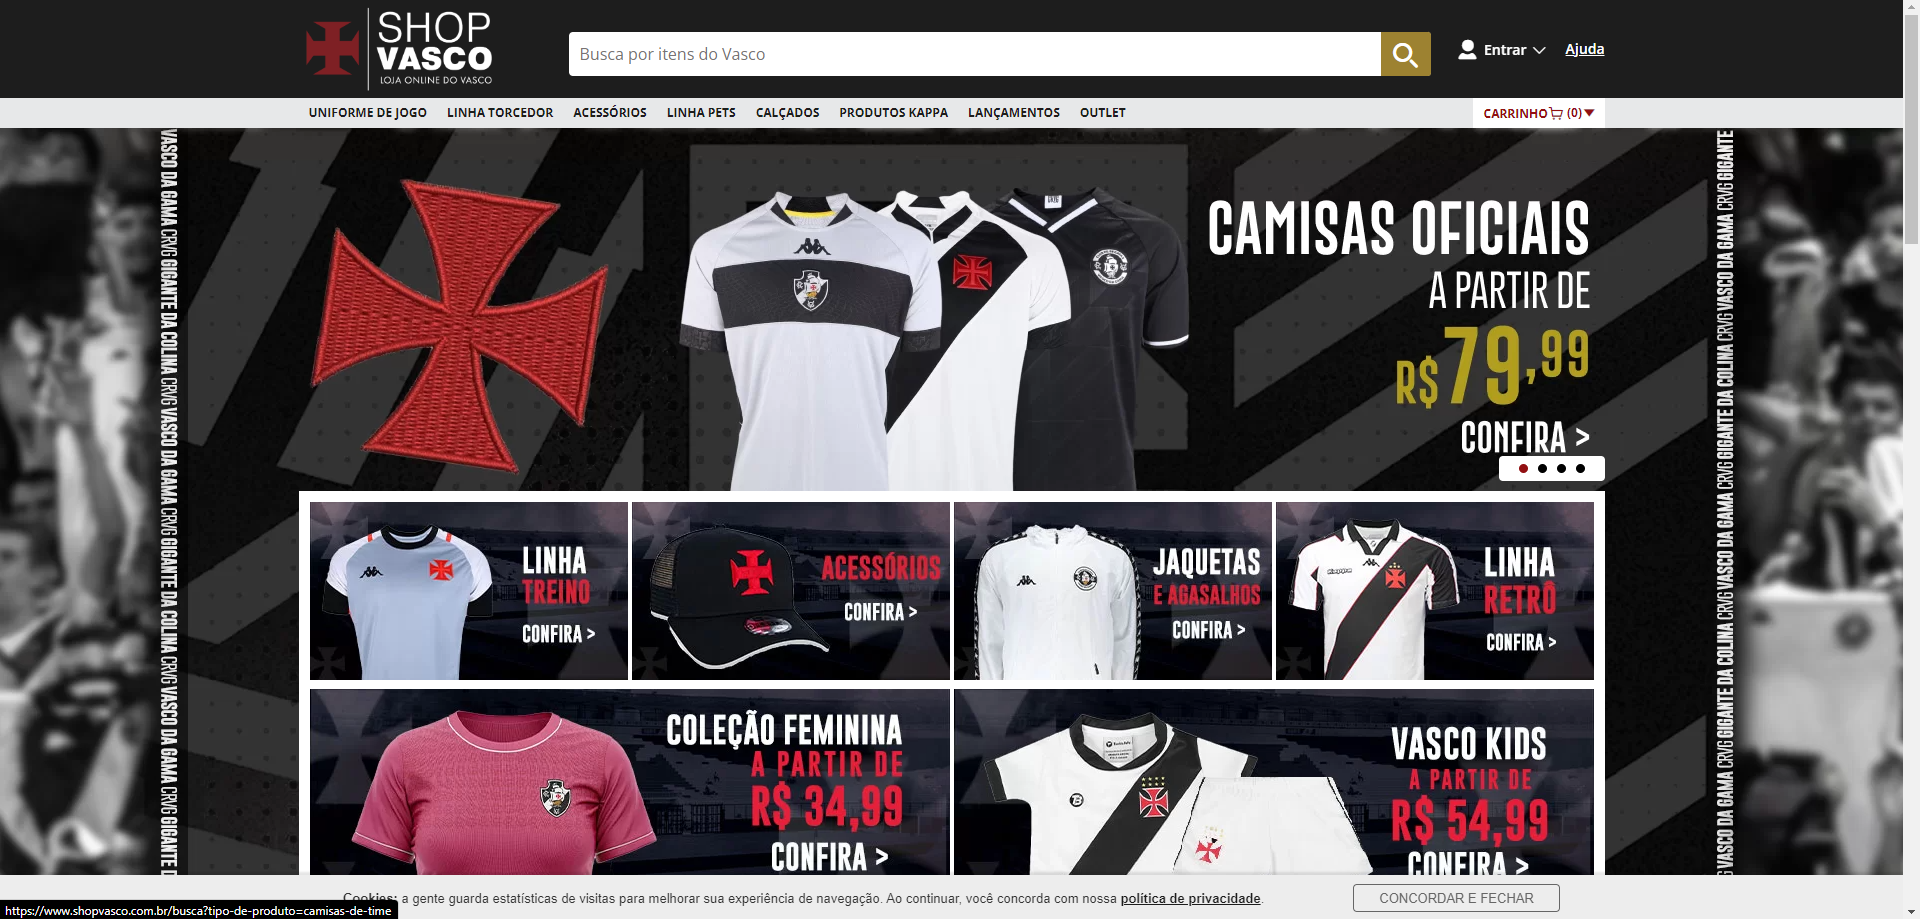 SHOP
VASCO
LOJA ONLINE DO VASCO
Busca por itens do Vasco
Entrar
Ajuda
UNIFORME DE JOGO LINHA TORCEDOR ACESSÓRIOS LINHA PETS CALÇADOS PRODUTOS KAPPA LANÇAMENTOS OUTLET
CARRINHO (0)
VASCO DA GAMA CRVG GIGANTE DA COLINA CRVG VASCO DA GAMA CRVG GIGANTE DA COLINA CRVG VASCO DA GAMA CRVG GIGANTE D
CAMISAS OFICIAIS
A PARTIR DE
R$ 79,99
CONFIRA >
LINHA
TREINO
CONFIRA >
ACESSÓRIOS
CONFIRA >
JAQUETAS
E AGASALHOS
CONFIRA >
Kappa
LINHA
RETRÔ
CONFIRA >
COLEÇÃO FEMININA
A PARTIR DE
R$ 34,99
CONFIRA >
VASCO KIDS
A PARTIR DE
R$ 54,99
CONFIRA >
VASCO DA GAMA CRVG GIGANTE DA COLINA CRVG VASCO DA GAMA CRVG GIGANTE DA COLINA CRVG VASCO DA GAMA CRVG GIGANTE
Cookies: a gente guarda estatísticas de visitas para melhorar sua experiência de navegação. Ao continuar, você concorda com nossa política de privacidade.
CONCORDAR E FECHAR
https://www.shopvasco.com.br/busca?tipo-de-produto=camisas-de-time